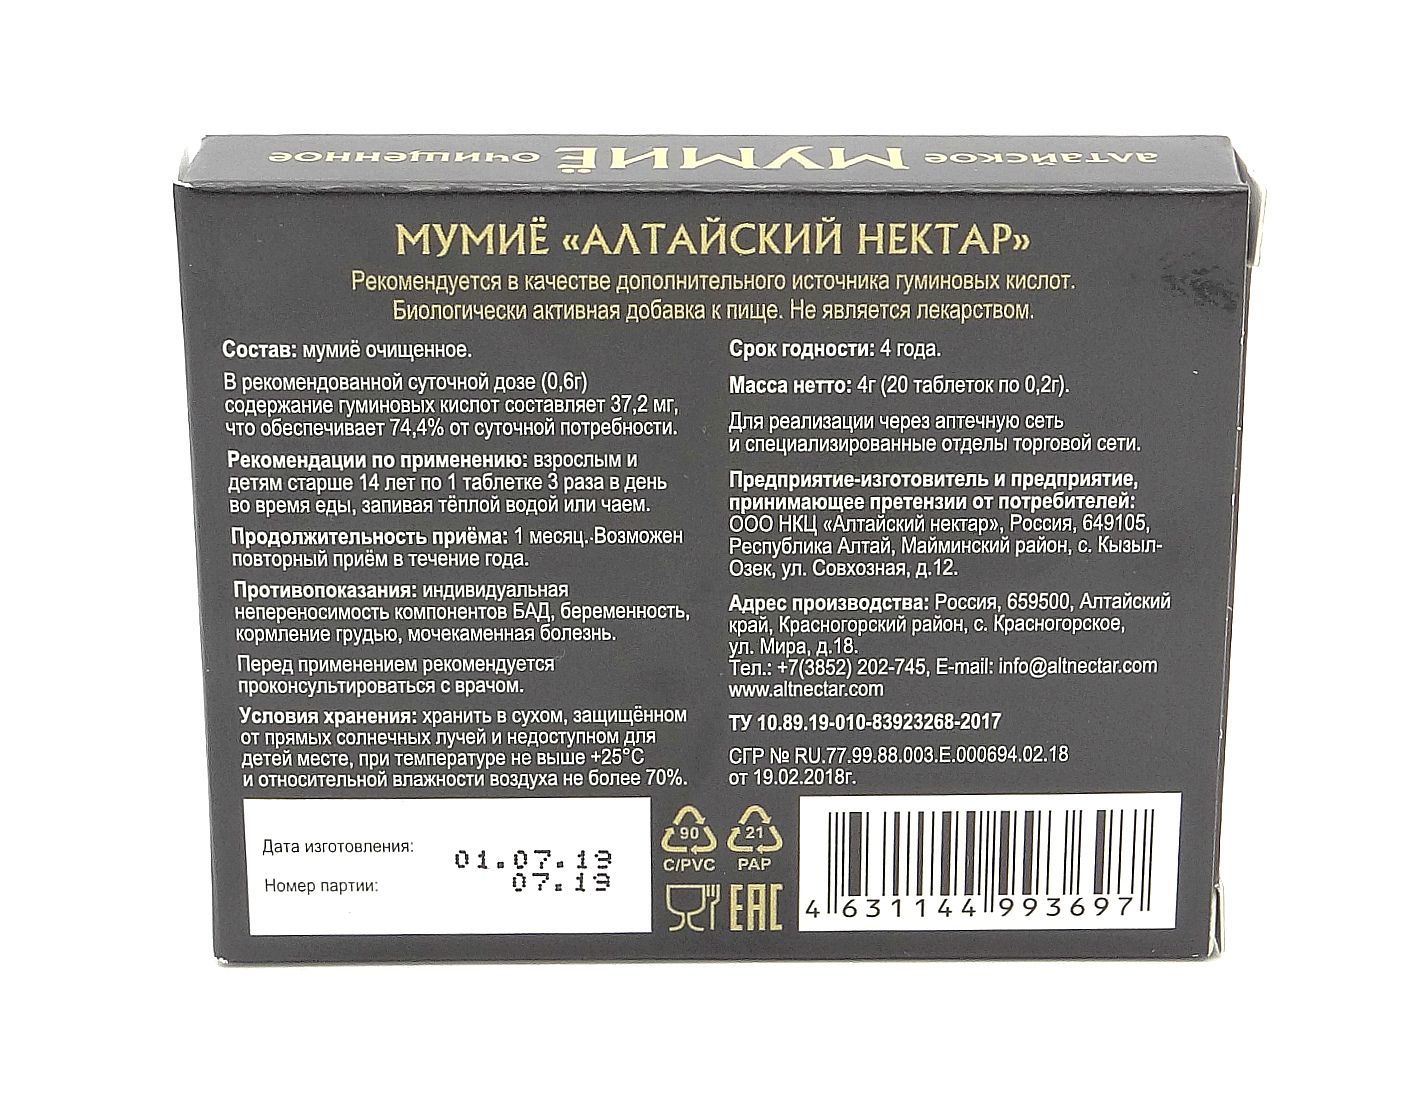 алтайское МУМИЁ очищенное
МУМИЁ «АЛТАЙСКИЙ НЕКТАР»
Рекомендуется в качестве дополнительного источника гуминовых кислот.
Биологически активная добавка к пище. Не является лекарством.
Состав: мумиё очищенное.
В рекомендованной суточной дозе (0,6г)
содержание гуминовых кислот составляет 37,2 мг,
что обеспечивает 74,4% от суточной потребности.
Рекомендации по применению: взрослым и
детям старше 14 лет по 1 таблетке 3 раза в день
во время еды, запивая тёплой водой или чаем.
Продолжительность приёма: 1 месяц. Возможен
повторный приём в течение года.
Противопоказания: индивидуальная
непереносимость компонентов БАД, беременность,
кормление грудью, мочекаменная болезнь.
Перед применением рекомендуется
проконсультироваться с врачом.
Условия хранения: хранить в сухом, защищённом
от прямых солнечных лучей и недоступном для
детей месте, при температуре не выше +25°С
и относительной влажности воздуха не более 70%.
Срок годности: 4 года.
Масса нетто: 4г (20 таблеток по 0,2г).
Для реализации через аптечную сеть
и специализированные отделы торговой сети.
Предприятие-изготовитель и предприятие,
принимающее претензии от потребителей:
ООО НКЦ «Алтайский нектар», Россия, 649105,
Республика Алтай, Майминский район, с. Кызыл-
Озек, ул. Совхозная, д.12.
Адрес производства: Россия, 659500, Алтайский
край, Красногорский район, с. Красногорское,
ул. Мира, д.18.
Тел.: +7(3852) 202-745, E-mail: info@altnectar.com
www.altnectar.com
ТУ 10.89.19-010-83923268-2017
СГР № RU.77.99.88.003.Е.000694.02.18
от 19.02.2018г.
Дата изготовления: 01.07.19
Номер партии: 07.19
90 21
C/PVC PAP
EAC
4 631144 993697